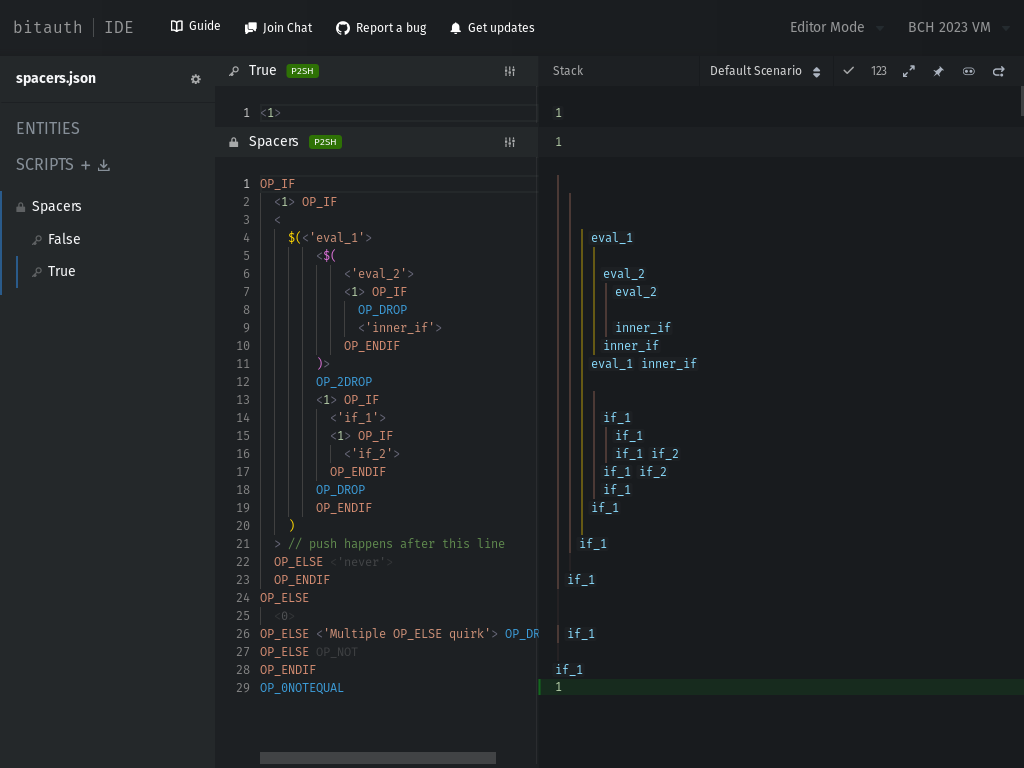 bitauth IDE Guide Join Chat Report a bug Get updates Editor Mode BCH 2023 VM
spacers.json
ENTITIES
SCRIPTS +
Spacers
False
True
True P2SH
1 <1>
Spacers P2SH
1 OP_IF
2 <1> OP_IF
3 <
4 $(<'eval_1'>
5 <$(
6 <'eval_2'>
7 <1> OP_IF
8 OP_DROP
9 <'inner_if'>
10 OP_ENDIF
11 )>
12 OP_2DROP
13 <1> OP_IF
14 <'if_1'>
15 <1> OP_IF
16 <'if_2'>
17 OP_ENDIF
18 OP_DROP
19 OP_ENDIF
20 )
21 > // push happens after this line
22 OP_ELSE <'never'>
23 OP_ENDIF
24 OP_ELSE
25 <0>
26 OP_ELSE <'Multiple OP_ELSE quirk'> OP_DR
27 OP_ELSE OP_NOT
28 OP_ENDIF
29 OP_0NOTEQUAL
Stack Default Scenario 123
1
1
eval_1
eval_2
eval_2
inner_if
inner_if
eval_1 inner_if
if_1
if_1
if_1 if_2
if_1 if_2
if_1
if_1
if_1
if_1
if_1
if_1
1